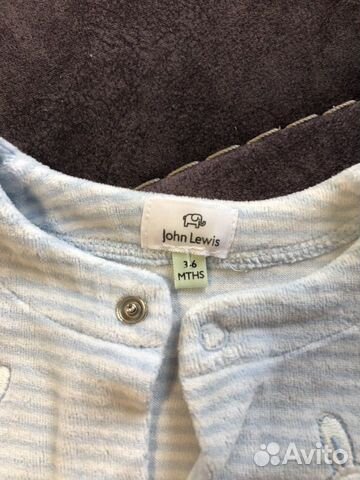 John Lewis
3-6
MTHS
Avito